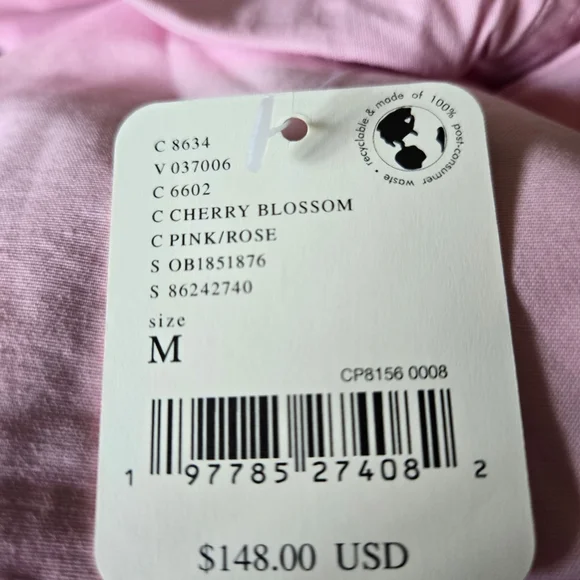 recyclable & made of 100% post-consumer waste •
C 8634
V 037006
C 6602
C CHERRY BLOSSOM
C PINK/ROSE
S OB1851876
S 86242740
size
M
CP8156 0008
1 97785 27408 2
$148.00 USD